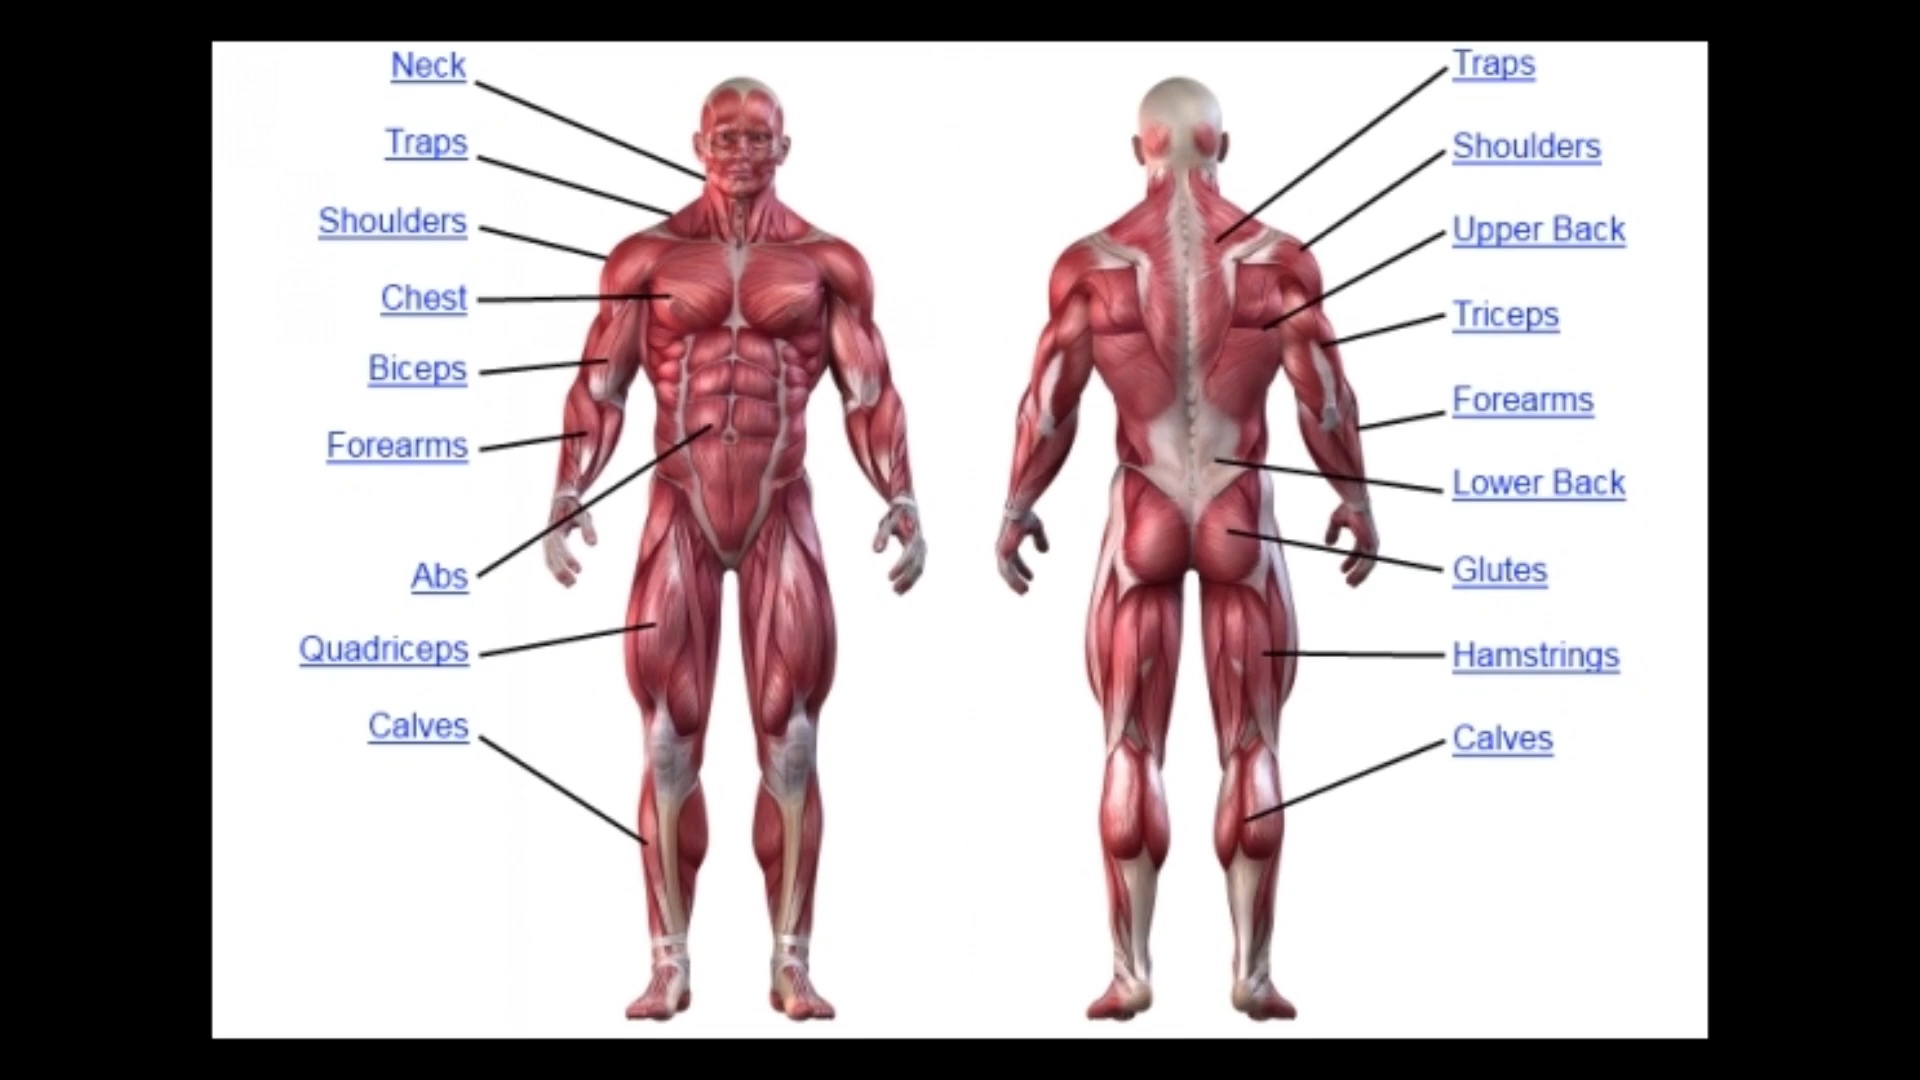 Neck
Traps
Shoulders
Chest
Biceps
Forearms
Abs
Quadriceps
Calves
Traps
Shoulders
Upper Back
Triceps
Forearms
Lower Back
Glutes
Hamstrings
Calves